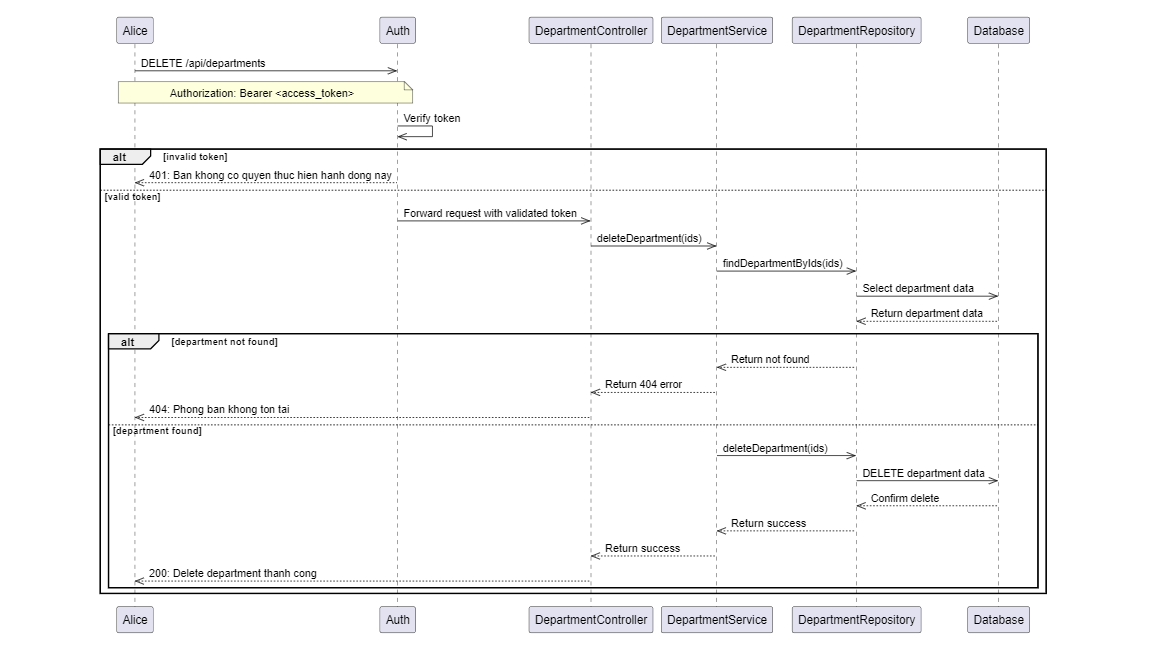 Alice Auth DepartmentController DepartmentService DepartmentRepository Database
DELETE /api/departments
Authorization: Bearer <access_token>
Verify token
alt [invalid token]
401: Ban khong co quyen thuc hien hanh dong nay
[valid token]
Forward request with validated token
deleteDepartment(ids)
findDepartmentByIds(ids)
Select department data
Return department data
alt [department not found]
Return not found
Return 404 error
404: Phong ban khong ton tai
[department found]
deleteDepartment(ids)
DELETE department data
Confirm delete
Return success
Return success
200: Delete department thanh cong
Alice Auth DepartmentController DepartmentService DepartmentRepository Database